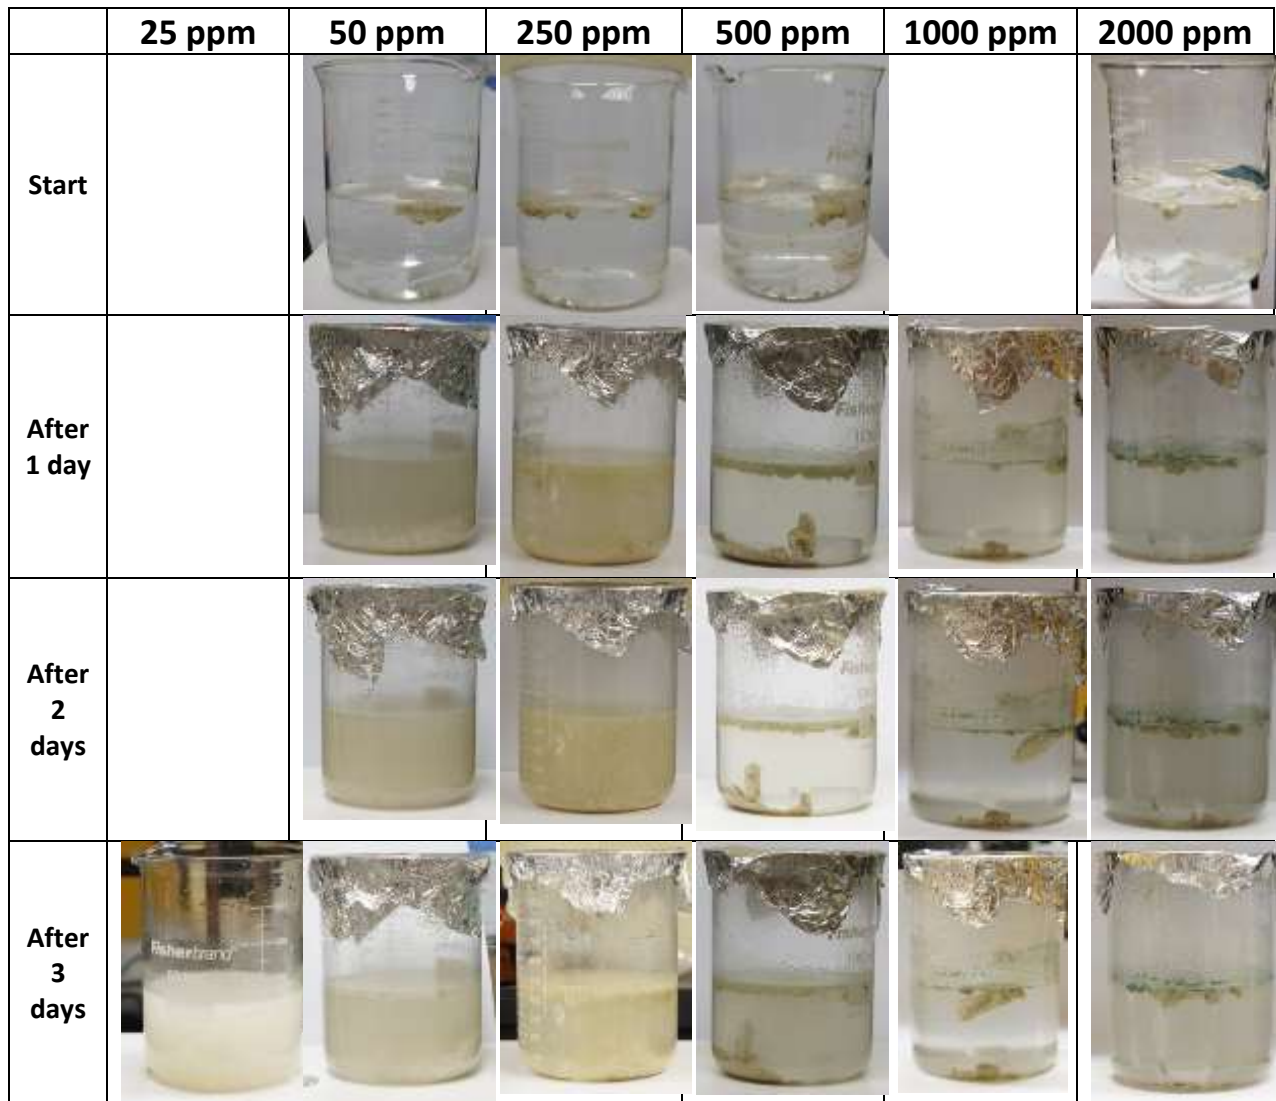 25 ppm 50 ppm 250 ppm 500 ppm 1000 ppm 2000 ppm
Start
After
1 day
After
2
days
After
3
days
Fisherbrand